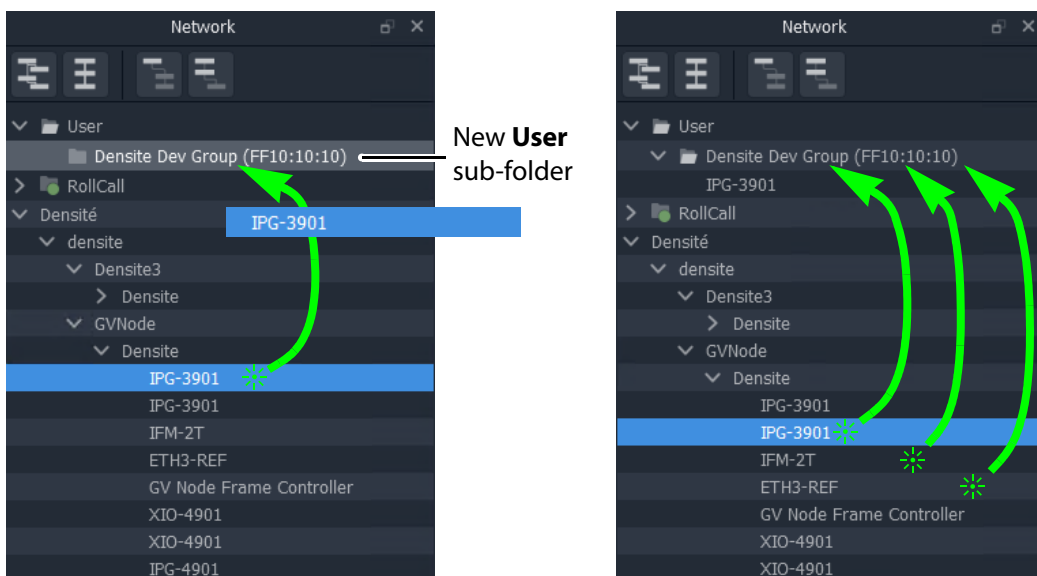 Network
User
Densite Dev Group (FF10:10:10)
RollCall
Densité
IPG-3901
densite
Densite3
Densite
GVNode
Densite
IPG-3901
IPG-3901
IFM-2T
ETH3-REF
GV Node Frame Controller
XIO-4901
XIO-4901
IPG-4901
New User
sub-folder
Network
User
Densite Dev Group (FF10:10:10)
IPG-3901
RollCall
Densité
densite
Densite3
Densite
GVNode
Densite
IPG-3901
IPG-3901
IFM-2T
ETH3-REF
GV Node Frame Controller
XIO-4901
XIO-4901